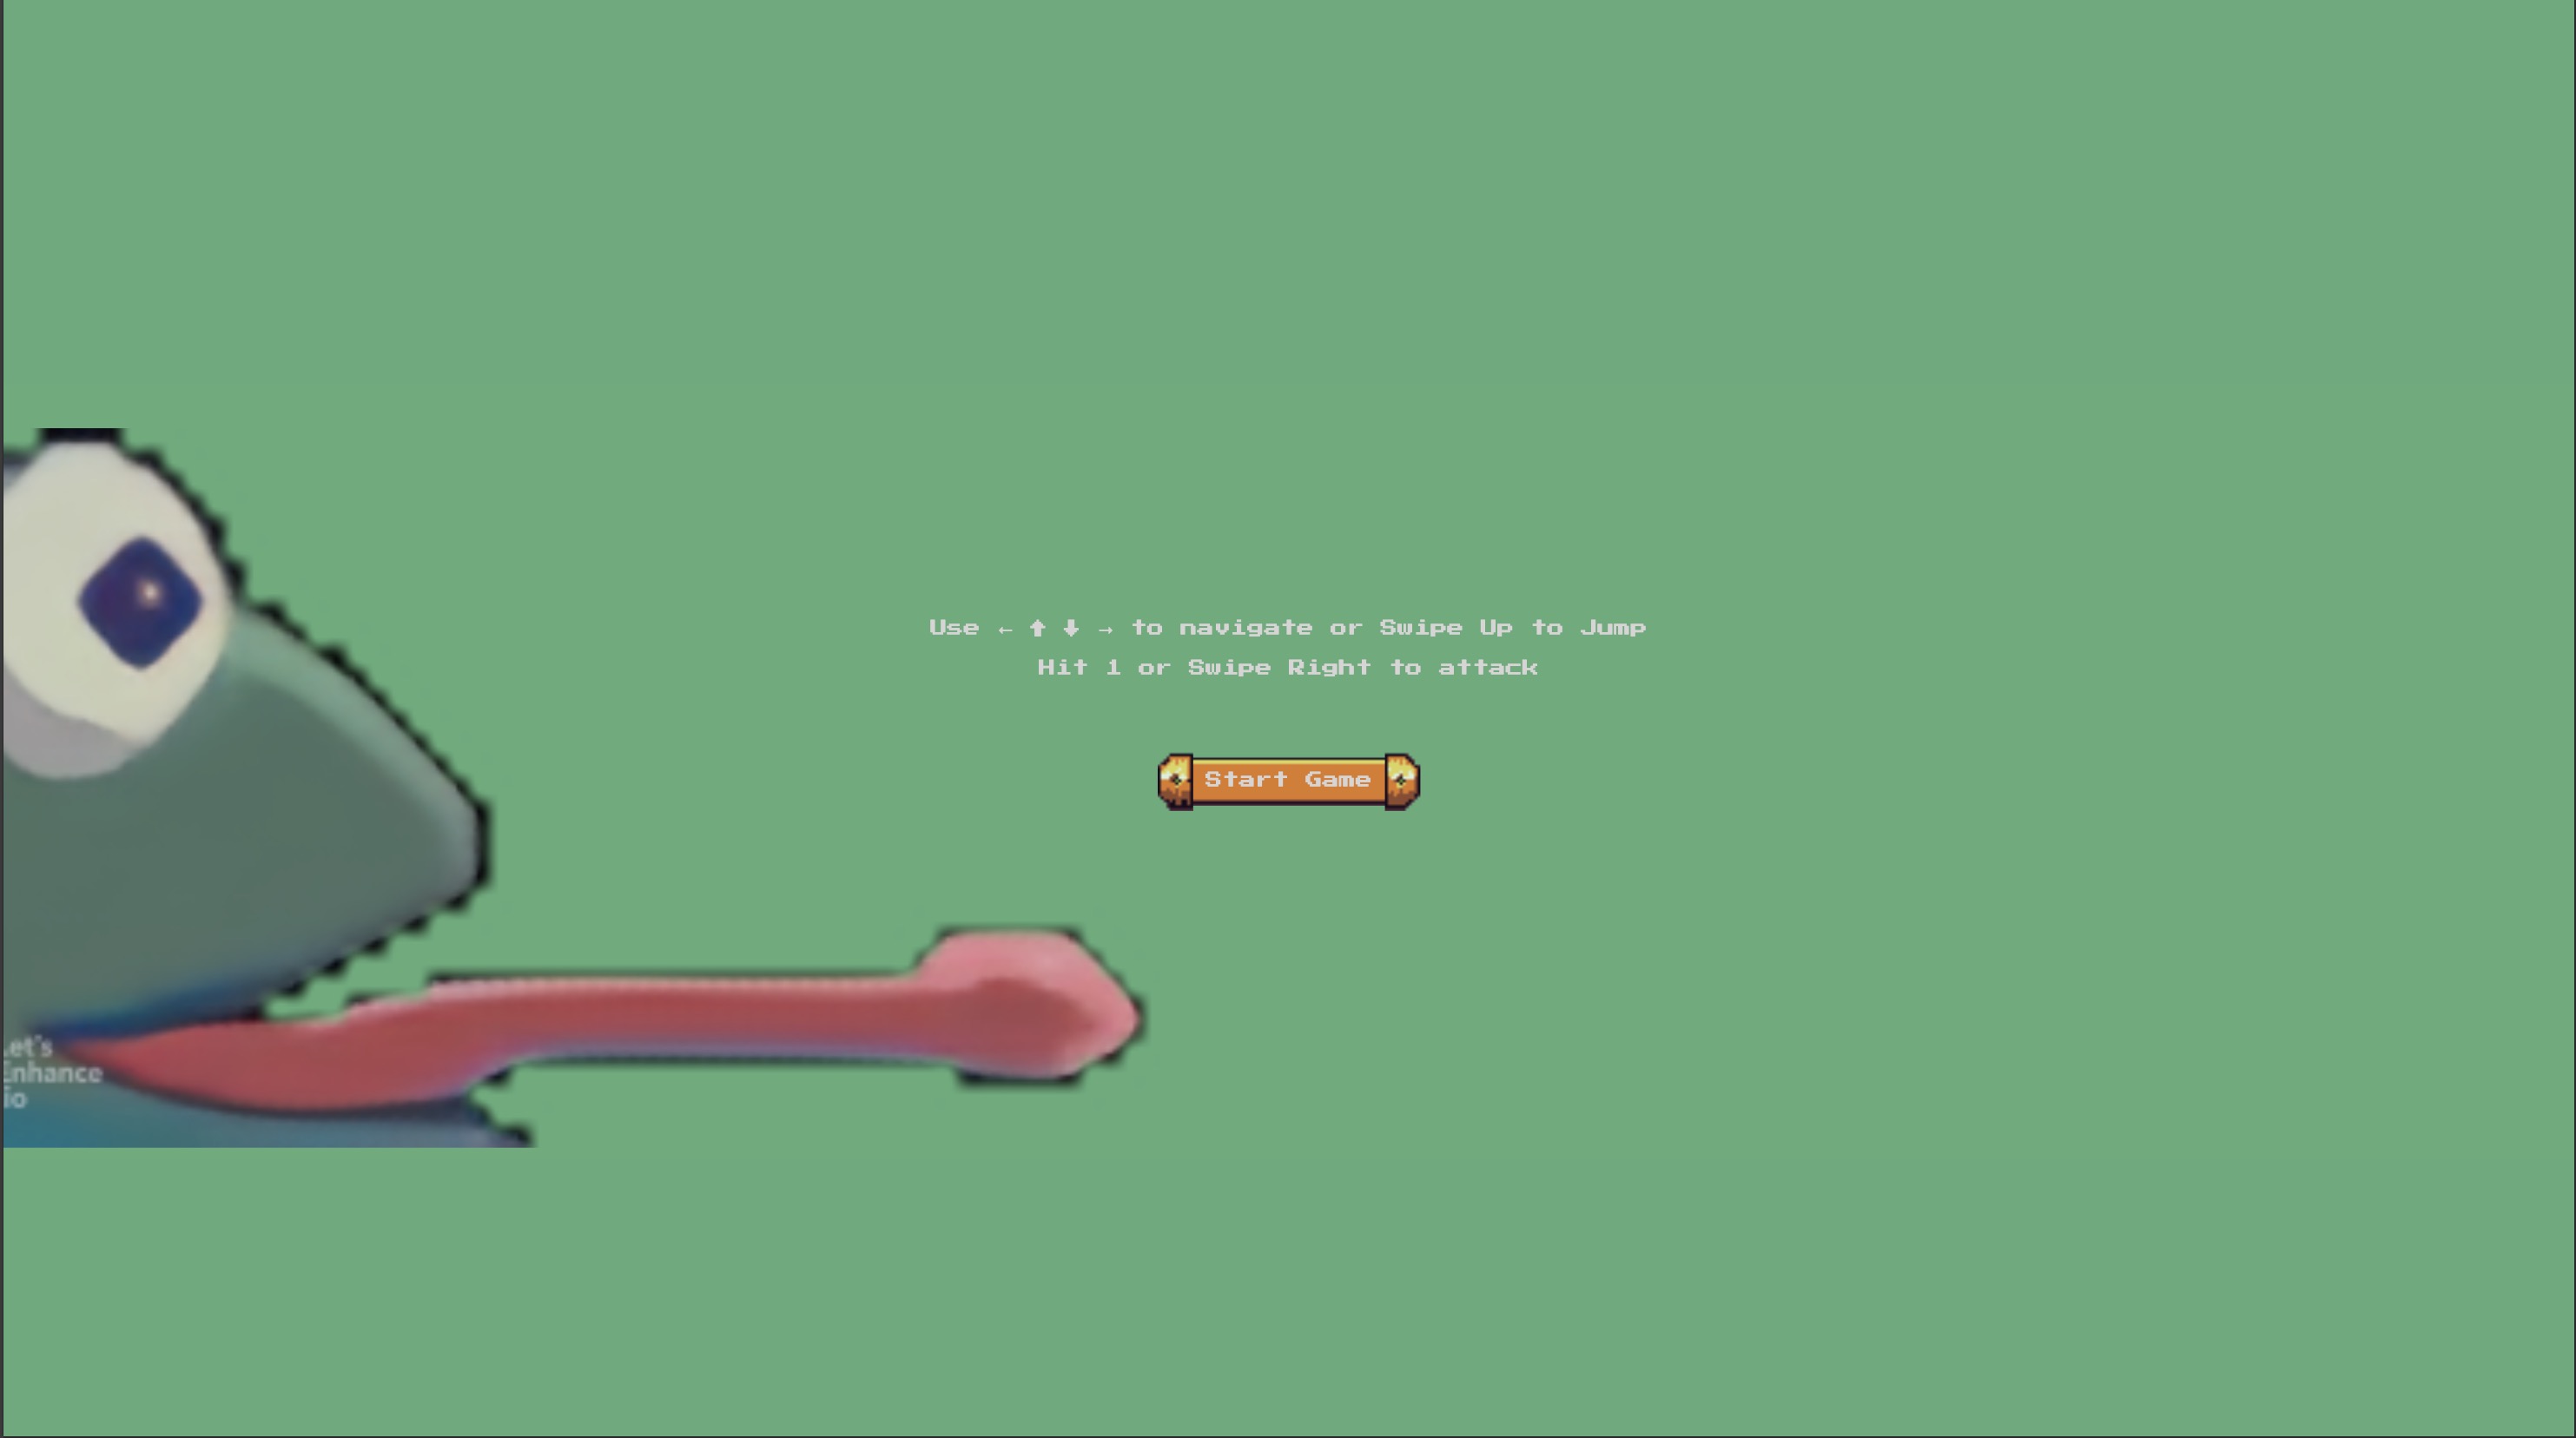 Use ← ↑ ↓ → to navigate or Swipe Up to Jump
Hit 1 or Swipe Right to attack
Start Game
Let's
Enhance
io